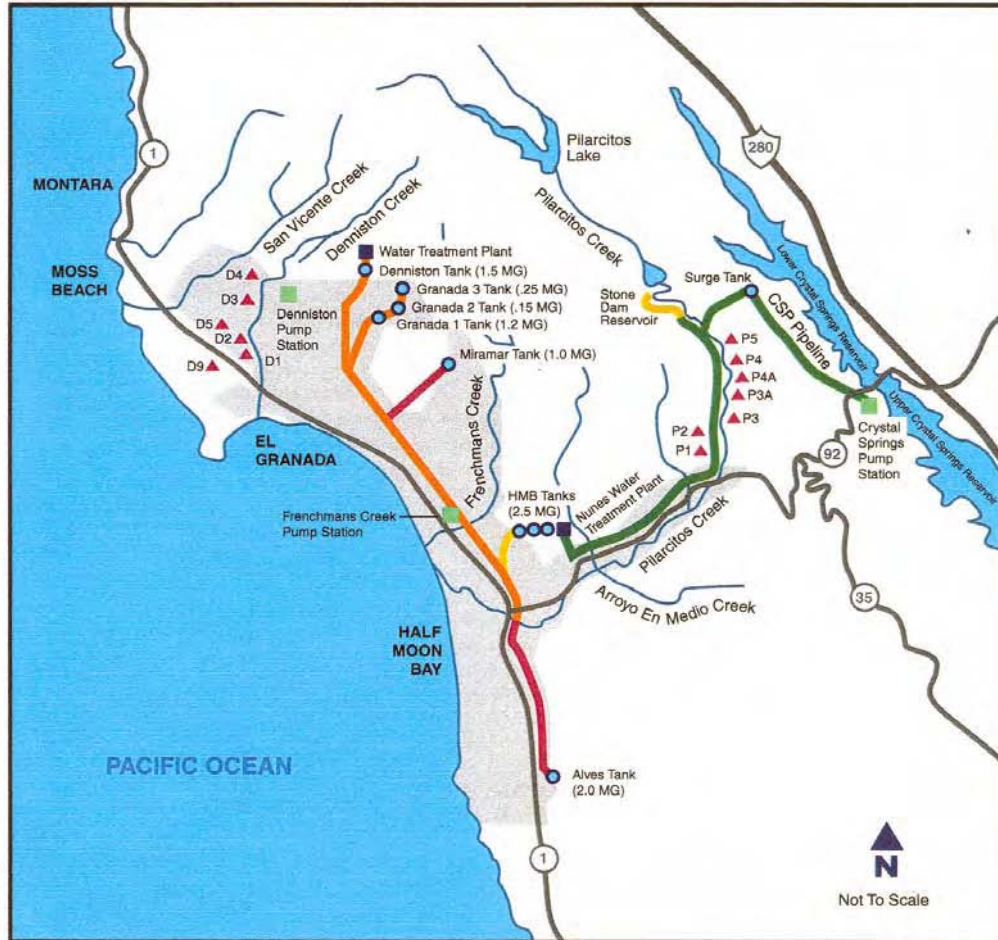 1
280
Pilarcitos
Lake
MONTARA
San Vicente Creek
Denniston Creek
Pilarcitos Creek
Lower Crystal Springs Reservoir
Water Treatment Plant
MOSS
BEACH
D4
Denniston Tank (1.5 MG)
Surge Tank
D3
Granada 3 Tank (.25 MG)
Stone
Dam
Reservoir
CSP Pipeline
Denniston
Pump
Station
Granada 2 Tank (.15 MG)
D5
Granada 1 Tank (1.2 MG)
D2
P5
D1
Miramar Tank (1.0 MG)
P4
D9
P4A
P3A
Upper Crystal Springs Reservoir
Frenchmans Creek
P3
Crystal
Springs
Pump
Station
P2
EL
GRANADA
P1
92
HMB Tanks
(2.5 MG)
Nunes Water
Treatment Plant
Frenchmans Creek
Pump Station
Pilarcitos Creek
Arroyo En Medio Creek
35
HALF
MOON
BAY
PACIFIC OCEAN
Alves Tank
(2.0 MG)
1
N
Not To Scale